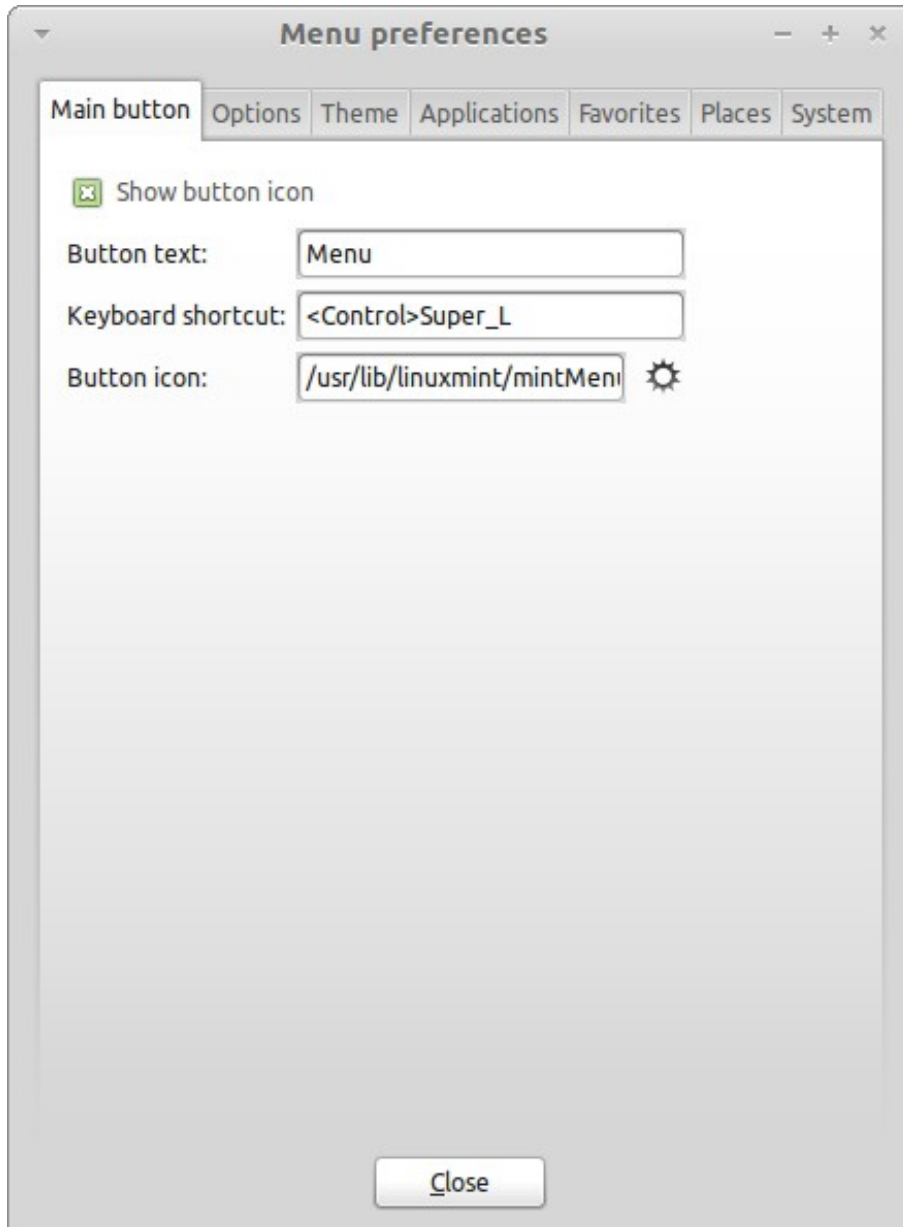 Menu preferences
Main button Options Theme Applications Favorites Places System
Show button icon
Button text: Menu
Keyboard shortcut: <Control>Super_L
Button icon: /usr/lib/linuxmint/mintMenu
Close